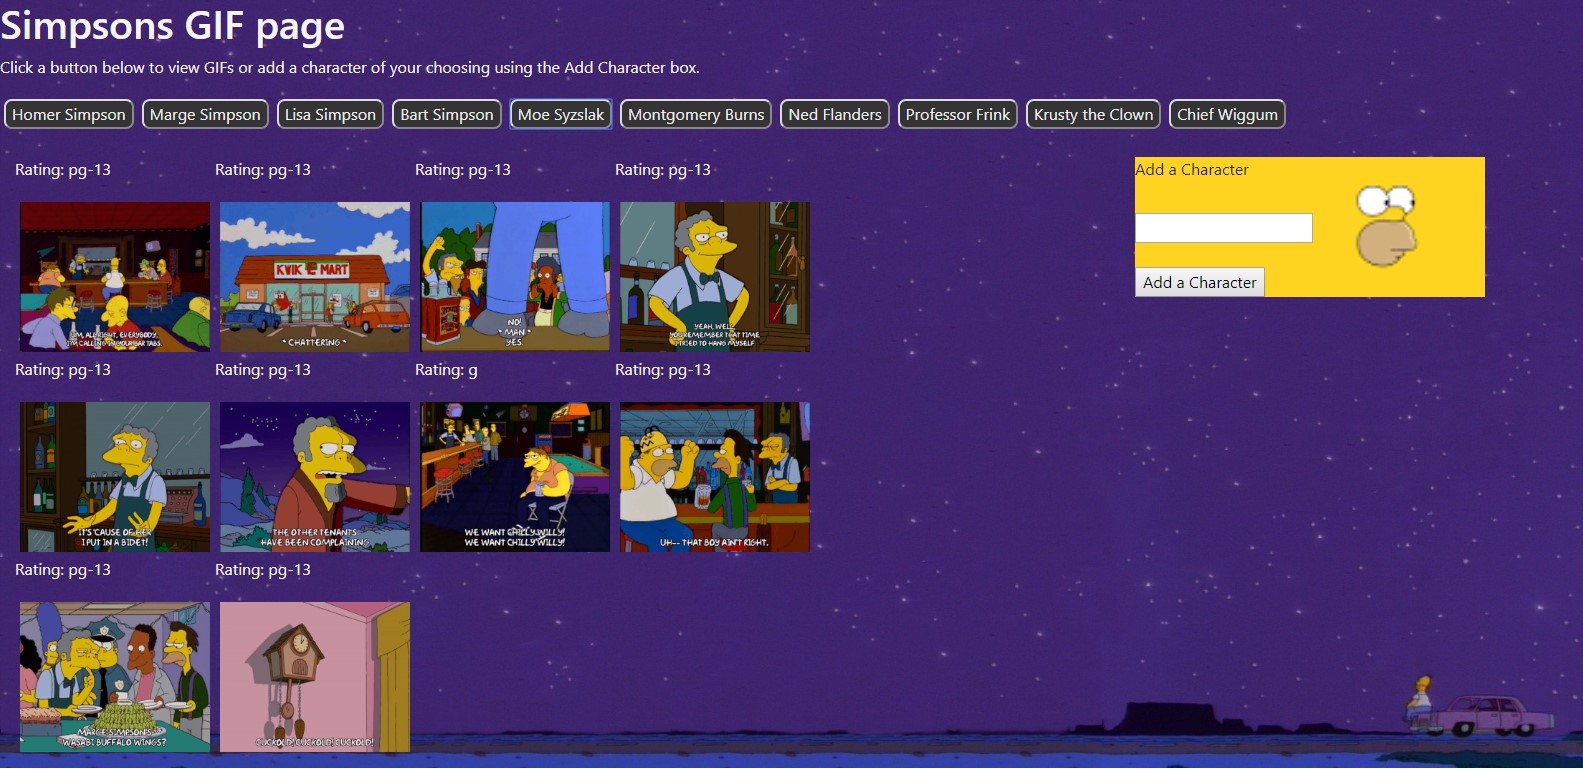 Simpsons GIF page
Click a button below to view GIFs or add a character of your choosing using the Add Character box.
Homer Simpson Marge Simpson Lisa Simpson Bart Simpson Moe Syzslak Montgomery Burns Ned Flanders Professor Frink Krusty the Clown Chief Wiggum
Rating: pg-13 Rating: pg-13 Rating: pg-13 Rating: pg-13
Add a Character
Add a Character
KWIK E MART
I'M, ALL RIGHT, EVERYBODY,
I'M CALLING IN YOUR BAR TABS.
* CHATTERING *
NO!
* MAN *
YES.
YEAH, WELL,
YOU REMEMBER THAT TIME
I TRIED TO HANG MYSELF
Rating: pg-13 Rating: pg-13 Rating: g Rating: pg-13
IT'S 'CAUSE OF HER
I PUT IN A BIDET!
THE OTHER TENANTS
HAVE BEEN COMPLAINING
WE WANT CHILLY WILLY!
WE WANT CHILLY WILLY!
UH-- THAT BOY AIN'T RIGHT.
Rating: pg-13 Rating: pg-13
MARGE SIMPSON'S
WASABI BUFFALO WINGS?
CUCKOLD! CUCKOLD! CUCKOLD!